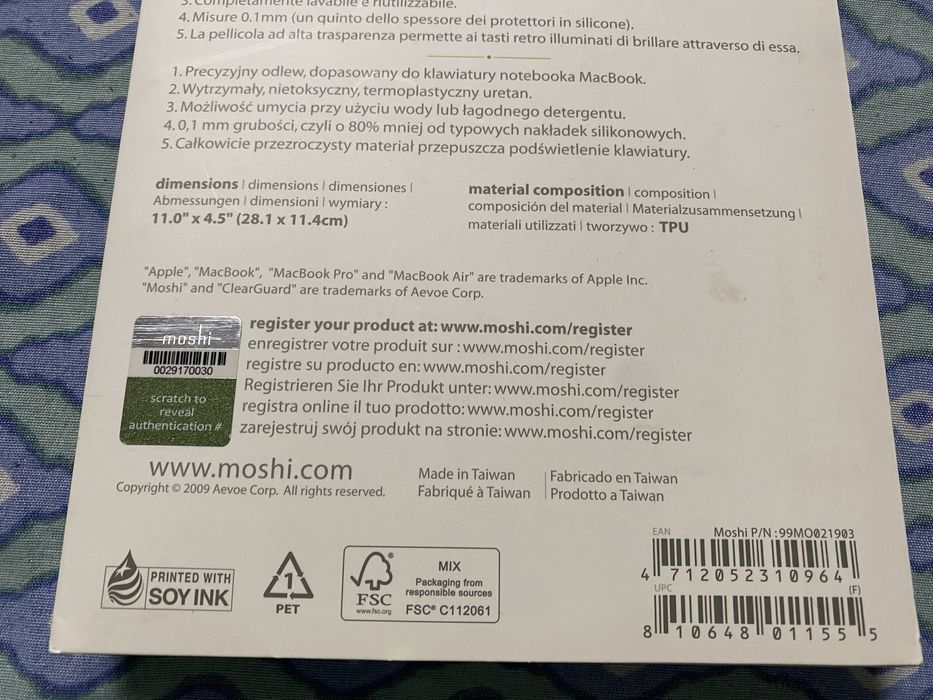 3. Completamente lavabile e riutilizzabile.
4. Misure 0.1mm (un quinto dello spessore dei protettori in silicone).
5. La pellicola ad alta trasparenza permette ai tasti retro illuminati di brillare attraverso di essa.
1. Precyzyjny odlew, dopasowany do klawiatury notebooka MacBook.
2. Wytrzymały, nietoksyczny, termoplastyczny uretan.
3. Możliwość umycia przy użyciu wody lub łagodnego detergentu.
4. 0,1 mm grubości, czyli o 80% mniej od typowych nakładek silikonowych.
5. Całkowicie przezroczysty materiał przepuszcza podświetlenie klawiatury.
dimensions | dimensions | dimensiones |
Abmessungen | dimensioni | wymiary :
11.0" x 4.5" (28.1 x 11.4cm)
material composition | composition |
composición del material | Materialzusammensetzung |
materiali utilizzati | tworzywo : TPU
"Apple", "MacBook", "MacBook Pro" and "MacBook Air" are trademarks of Apple Inc.
"Moshi" and "ClearGuard" are trademarks of Aevoe Corp.
moshi
0029170030
scratch to
reveal
authentication #
register your product at: www.moshi.com/register
enregistrer votre produit sur : www.moshi.com/register
registre su producto en: www.moshi.com/register
Registrieren Sie Ihr Produkt unter: www.moshi.com/register
registra online il tuo prodotto: www.moshi.com/register
zarejestruj swój produkt na stronie: www.moshi.com/register
www.moshi.com
Copyright © 2009 Aevoe Corp. All rights reserved.
Made in Taiwan
Fabriqué à Taiwan
Fabricado en Taiwan
Prodotto a Taiwan
PRINTED WITH
SOY INK
1
PET
FSC
www.fsc.org
MIX
Packaging from
responsible sources
FSC® C112061
EAN
Moshi P/N : 99MO021903
4 712052 310964
UPC
(F)
8 10648 01155 5